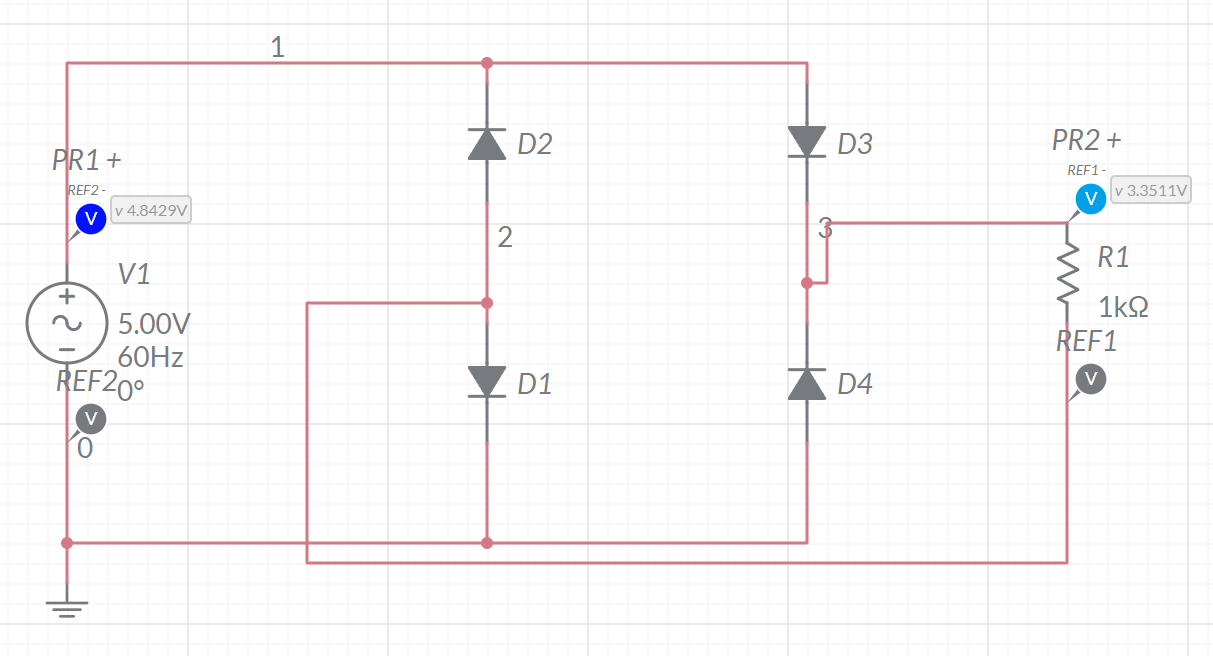 1
PR1 +
REF2 -
V
v 4.8429V
D2
D3
PR2 +
REF1 -
V
v 3.3511V
2
3
V1
+
5.00V
60Hz
0°
R1
1kΩ
REF1
V
REF2
V
0
D1
D4